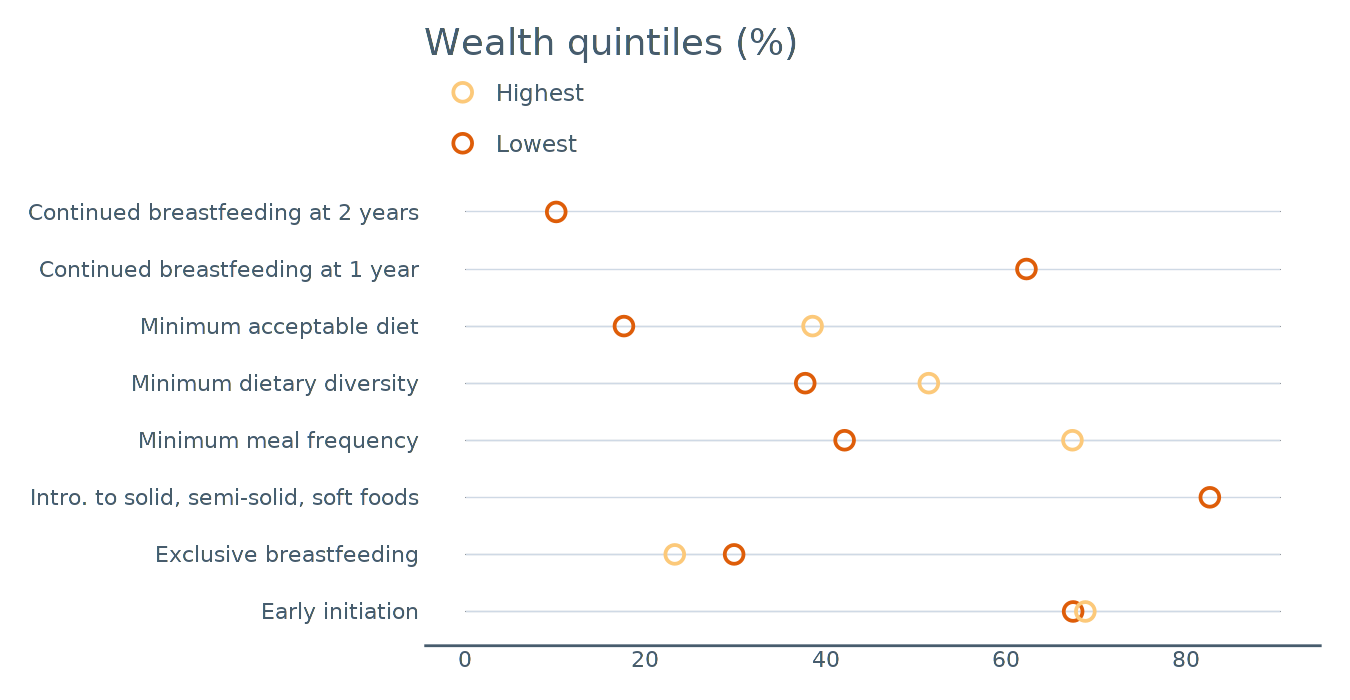 Wealth quintiles (%)
Highest
Lowest
Continued breastfeeding at 2 years
Continued breastfeeding at 1 year
Minimum acceptable diet
Minimum dietary diversity
Minimum meal frequency
Intro. to solid, semi-solid, soft foods
Exclusive breastfeeding
Early initiation
0 20 40 60 80